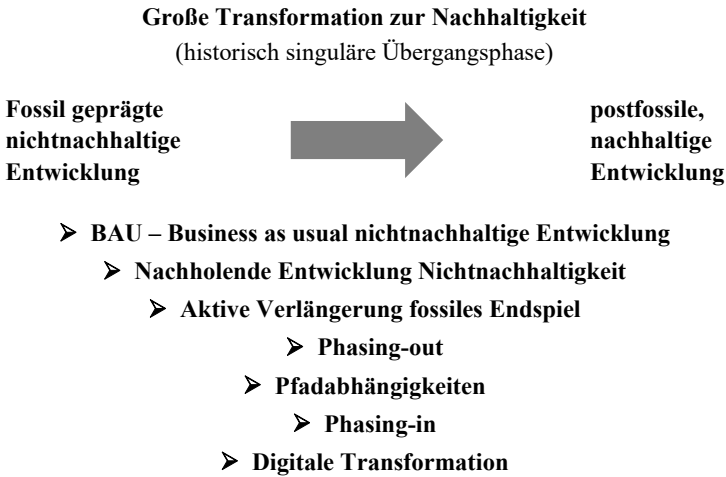 Große Transformation zur Nachhaltigkeit
(historisch singuläre Übergangsphase)
Fossil geprägte
nichtnachhaltige
Entwicklung
postfossile,
nachhaltige
Entwicklung
➤ BAU – Business as usual nichtnachhaltige Entwicklung
➤ Nachholende Entwicklung Nichtnachhaltigkeit
➤ Aktive Verlängerung fossiles Endspiel
➤ Phasing-out
➤ Pfadabhängigkeiten
➤ Phasing-in
➤ Digitale Transformation